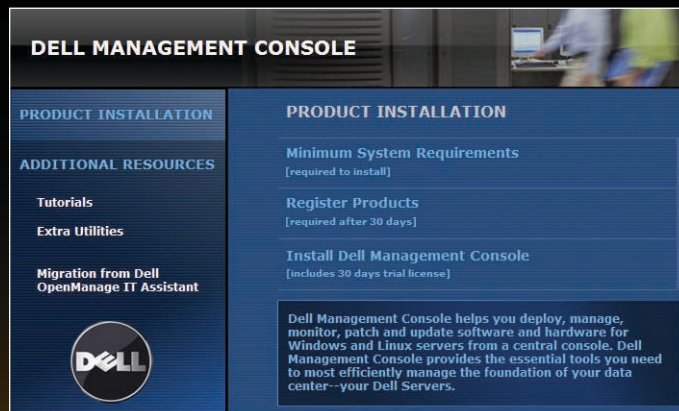 DELL MANAGEMENT CONSOLE
PRODUCT INSTALLATION
ADDITIONAL RESOURCES
Tutorials
Extra Utilities
Migration from Dell
OpenManage IT Assistant
DELL
PRODUCT INSTALLATION
Minimum System Requirements
[required to install]
Register Products
[required after 30 days]
Install Dell Management Console
[includes 30 days trial license]
Dell Management Console helps you deploy, manage,
monitor, patch and update software and hardware for
Windows and Linux servers from a central console. Dell
Management Console provides the essential tools you need
to most efficiently manage the foundation of your data
center--your Dell Servers.